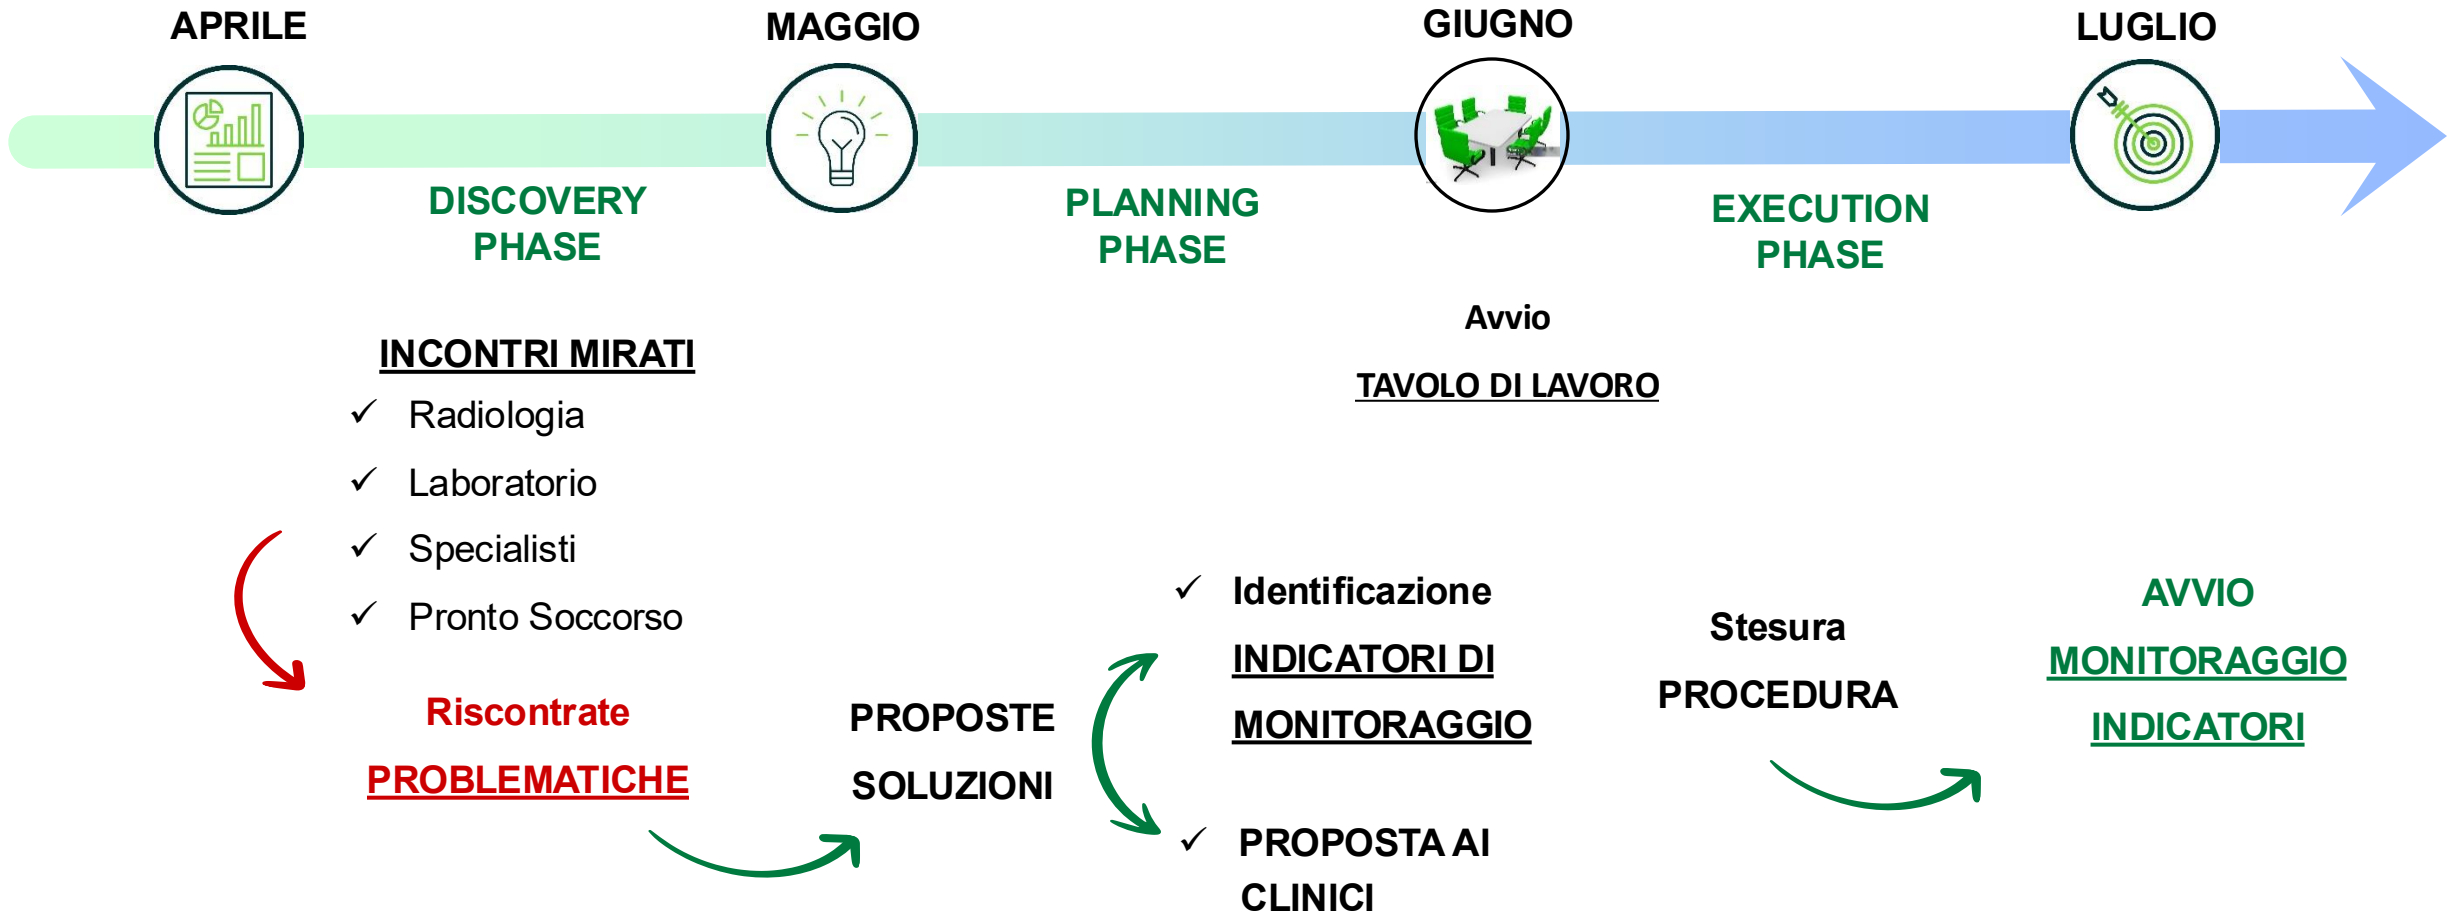 APRILE
MAGGIO
GIUGNO
LUGLIO
DISCOVERY
PHASE
PLANNING
PHASE
EXECUTION
PHASE
INCONTRI MIRATI
✓ Radiologia
✓ Laboratorio
✓ Specialisti
✓ Pronto Soccorso
Riscontrate
PROBLEMATICHE
PROPOSTE
SOLUZIONI
Avvio
TAVOLO DI LAVORO
✓ Identificazione
INDICATORI DI
MONITORAGGIO
✓ PROPOSTA AI
CLINICI
Stesura
PROCEDURA
AVVIO
MONITORAGGIO
INDICATORI